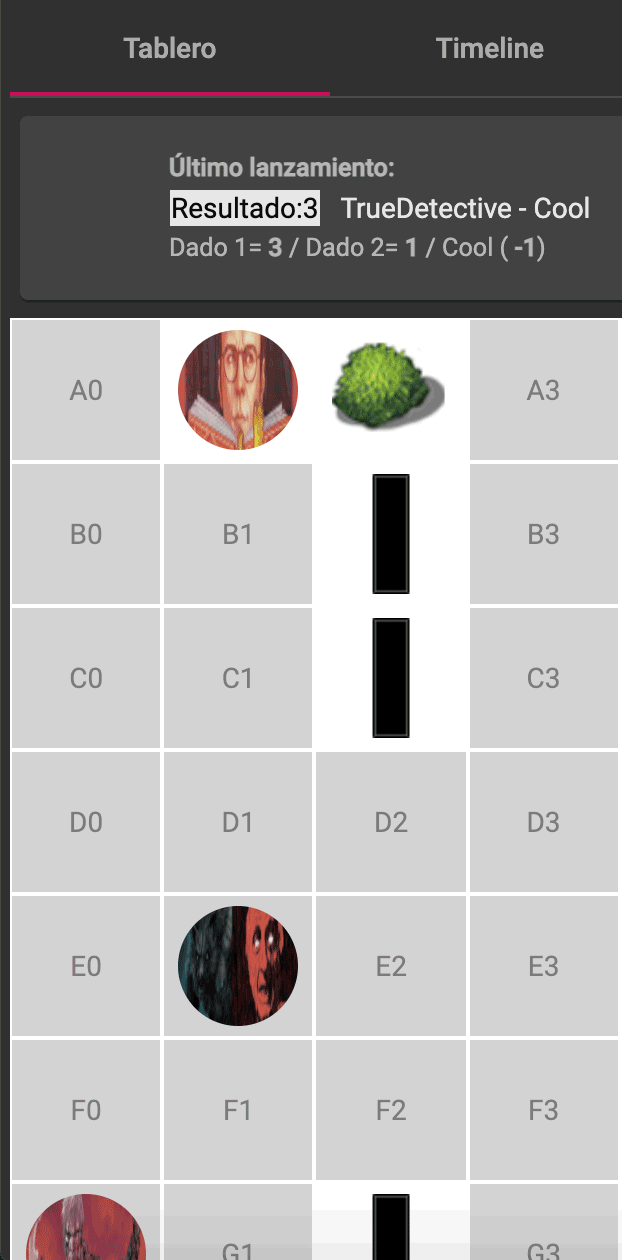 Tablero Timeline
Último lanzamiento:
Resultado:3 TrueDetective - Cool
Dado 1= 3 / Dado 2= 1 / Cool ( -1)
A0 A3
B0 B1 B3
C0 C1 C3
D0 D1 D2 D3
E0 E2 E3
F0 F1 F2 F3
G1 G3